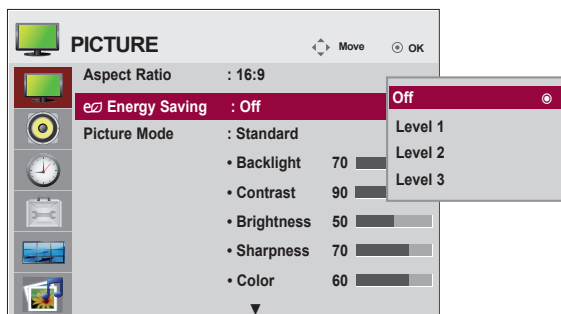 PICTURE
Move
OK
Aspect Ratio : 16:9
Energy Saving : Off
Picture Mode : Standard
• Backlight 70
• Contrast 90
• Brightness 50
• Sharpness 70
• Color 60
▼
Off
Level 1
Level 2
Level 3